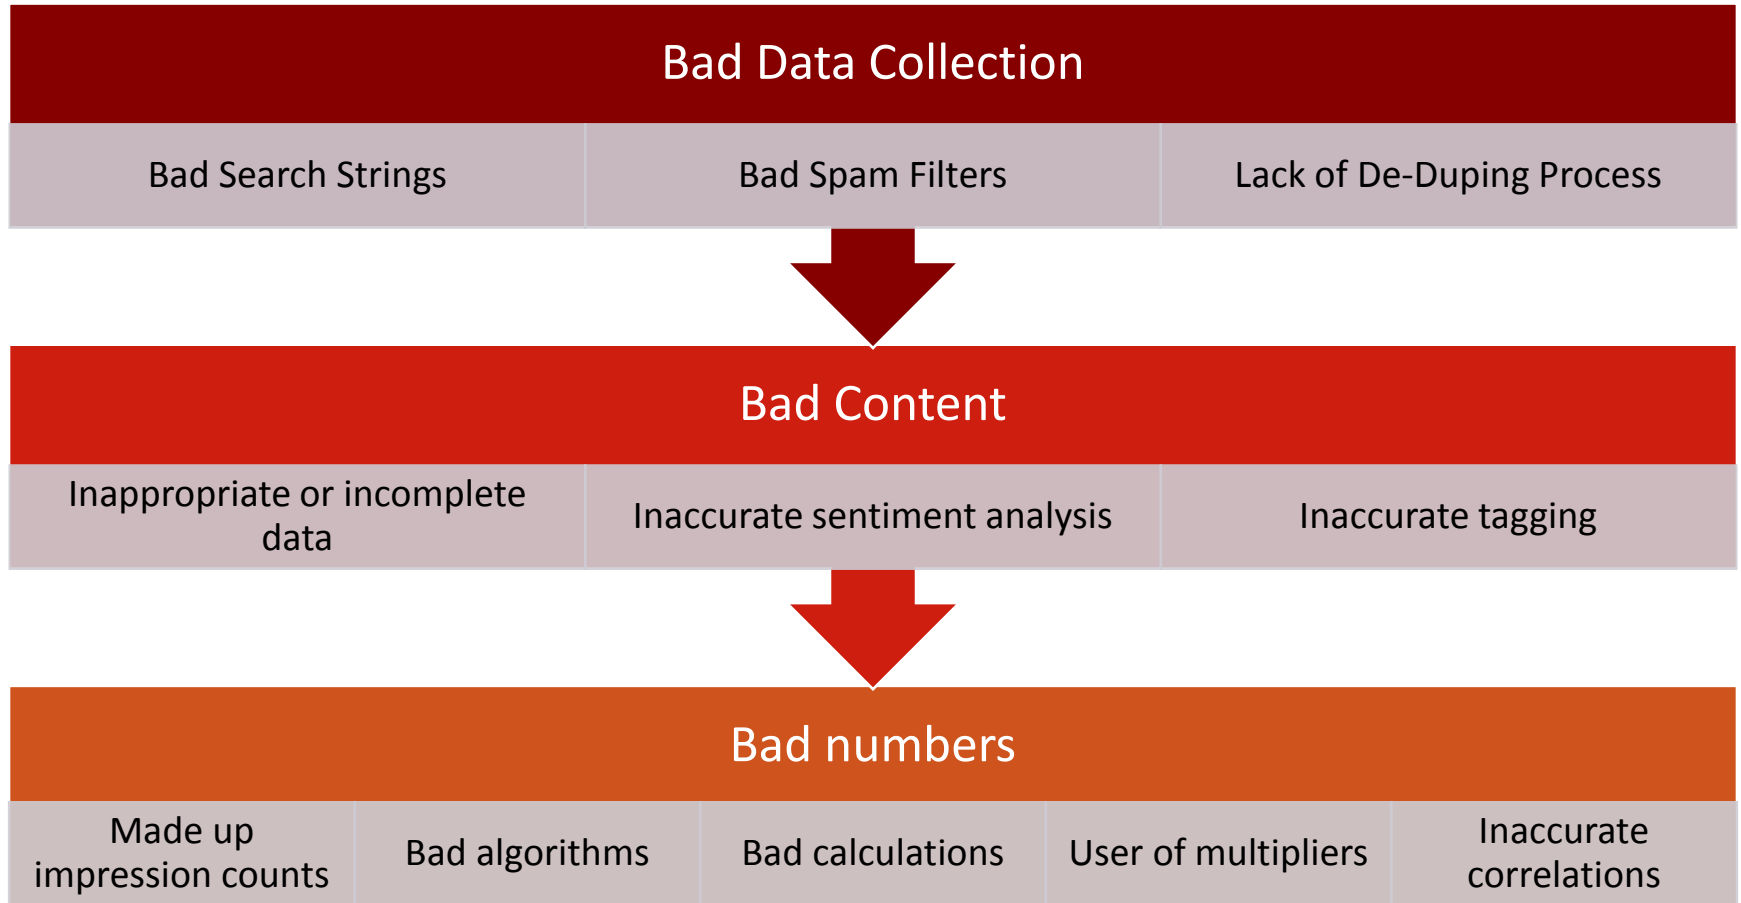 Bad Data Collection
Bad Search Strings
Bad Spam Filters
Lack of De-Duping Process
Bad Content
Inappropriate or incomplete
data
Inaccurate sentiment analysis
Inaccurate tagging
Bad numbers
Made up
impression counts
Bad algorithms
Bad calculations
User of multipliers
Inaccurate
correlations